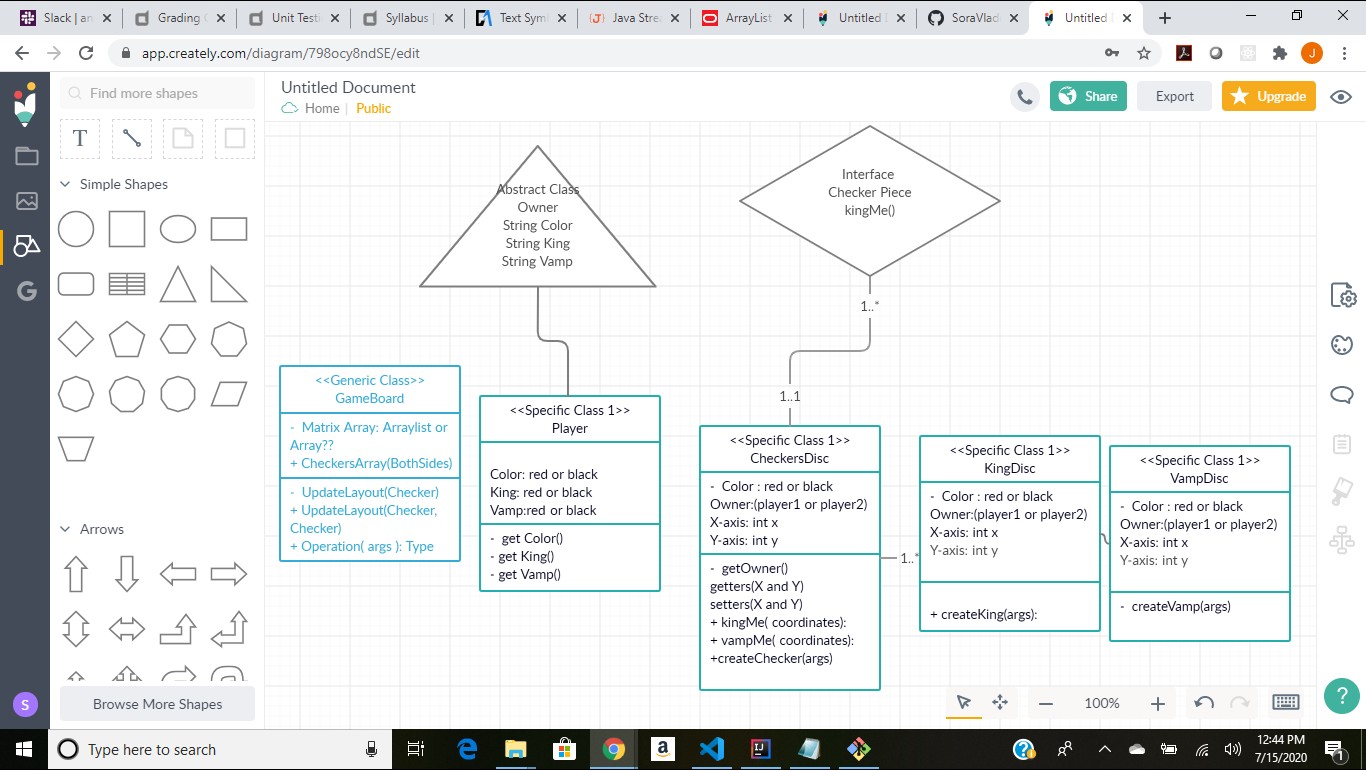 Slack | an
Grading
Unit Testi
Syllabus |
Text Sym
Java Stre
ArrayList
Untitled
SoraVlad
Untitled
app.creately.com/diagram/798ocy8ndSE/edit
J
Find more shapes
T
Simple Shapes
Arrows
Browse More Shapes
G
S
Untitled Document
Home | Public
Share
Export
Upgrade
Abstract Class
Owner
String Color
String King
String Vamp
Interface
Checker Piece
kingMe()
1..*
1..1
<<Generic Class>>
GameBoard
- Matrix Array: Arraylist or
Array??
+ CheckersArray(BothSides)
- UpdateLayout(Checker)
+ UpdateLayout(Checker,
Checker)
+ Operation( args ): Type
<<Specific Class 1>>
Player
Color: red or black
King: red or black
Vamp:red or black
- get Color()
- get King()
- get Vamp()
<<Specific Class 1>>
CheckersDisc
- Color : red or black
Owner:(player1 or player2)
X-axis: int x
Y-axis: int y
- getOwner()
getters(X and Y)
setters(X and Y)
+ kingMe( coordinates):
+ vampMe( coordinates):
+createChecker(args)
1..*
<<Specific Class 1>>
KingDisc
- Color : red or black
Owner:(player1 or player2)
X-axis: int x
Y-axis: int y
+ createKing(args):
<<Specific Class 1>>
VampDisc
- Color : red or black
Owner:(player1 or player2)
X-axis: int x
Y-axis: int y
- createVamp(args)
100%
?
Type here to search
12:44 PM
7/15/2020
1